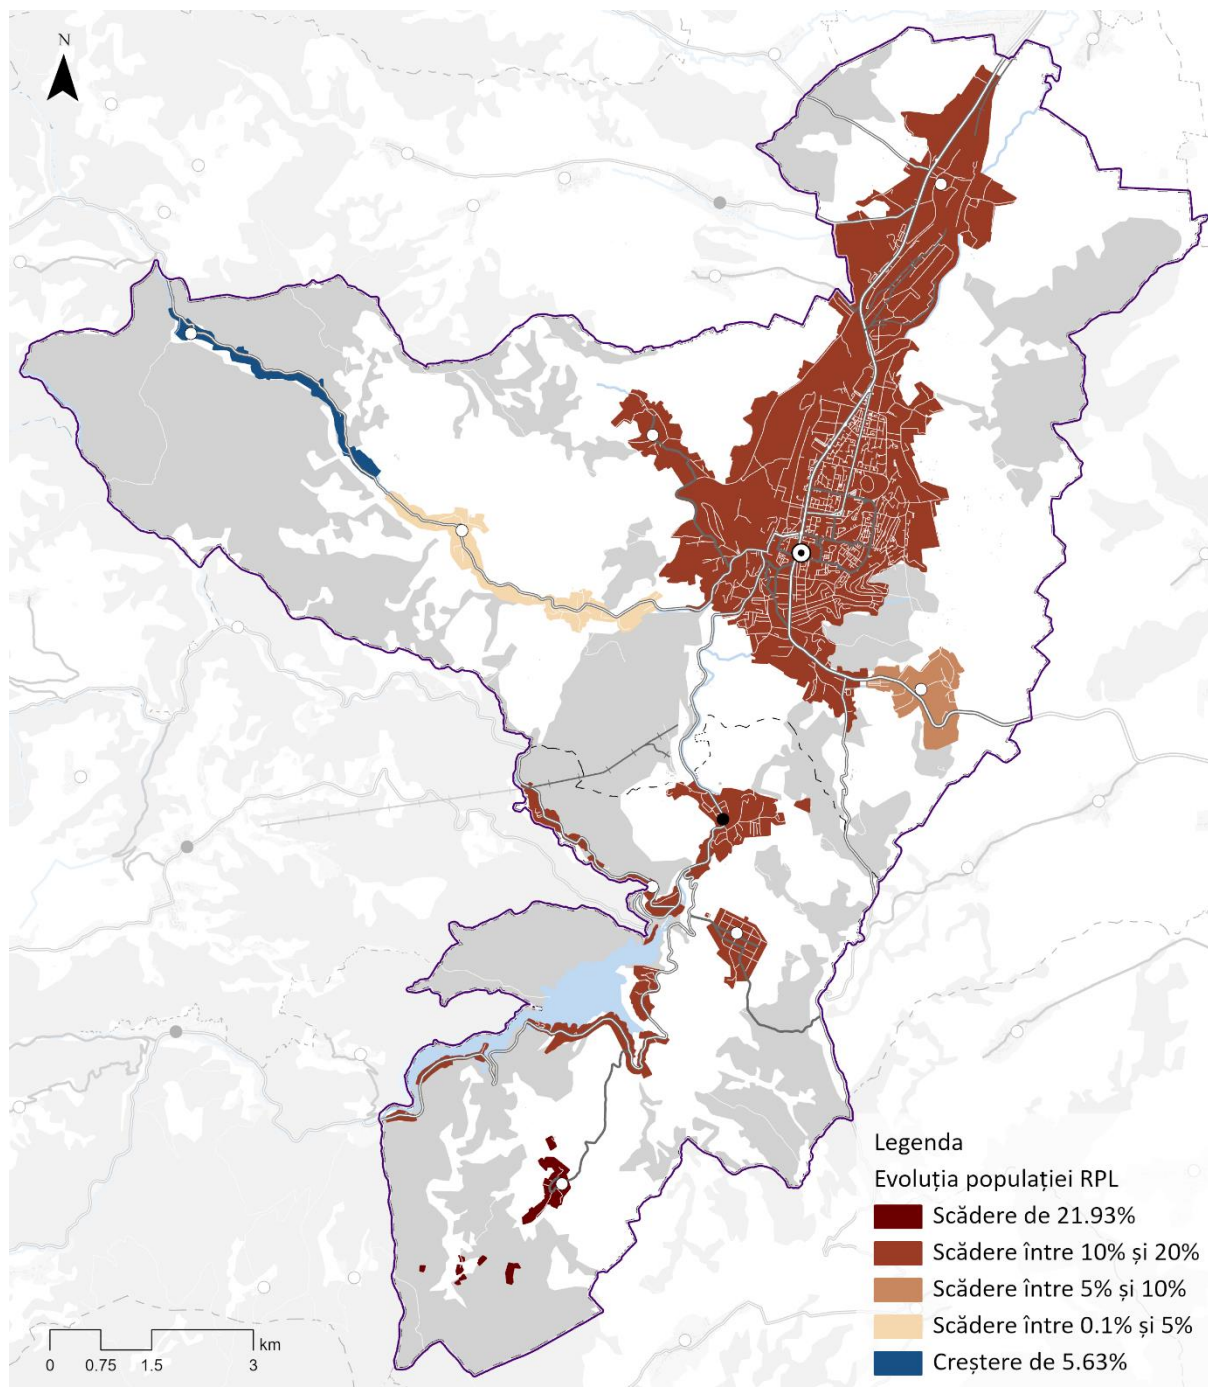 N
Legenda
Evoluția populației RPL
Scădere de 21.93%
Scădere între 10% și 20%
Scădere între 5% și 10%
Scădere între 0.1% și 5%
Creștere de 5.63%
km
0 0.75 1.5 3